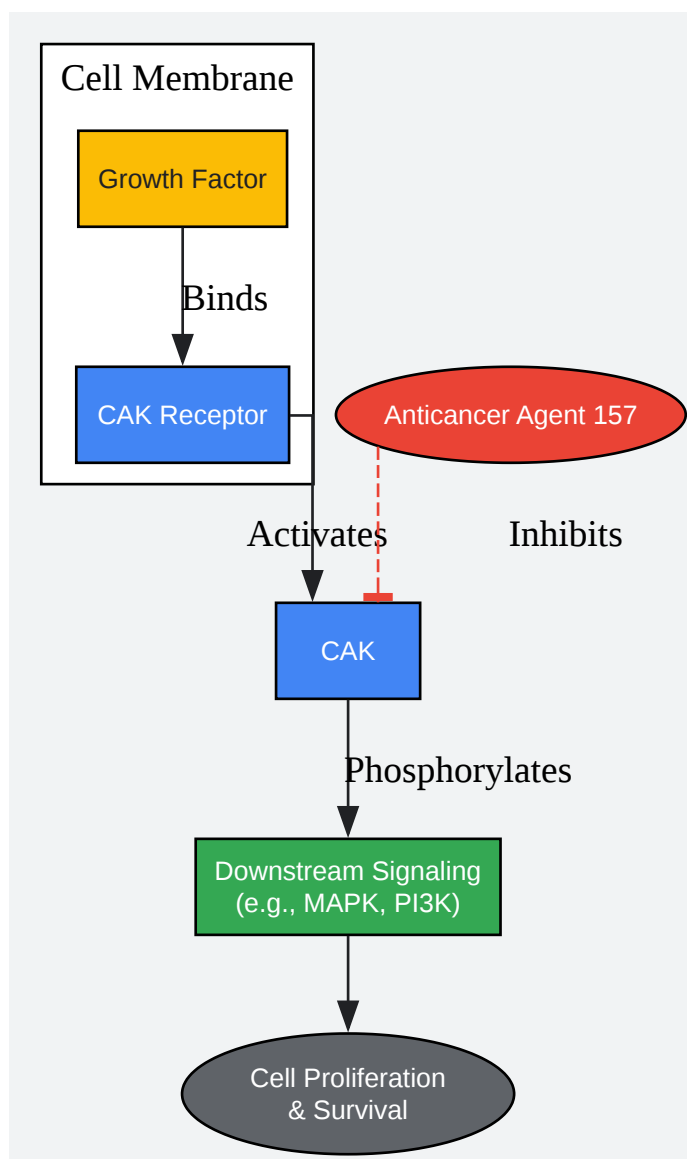 Cell Membrane
Growth Factor
Binds
CAK Receptor
Anticancer Agent 157
Activates
Inhibits
CAK
Phosphorylates
Downstream Signaling
(e.g., MAPK, PI3K)
Cell Proliferation
& Survival